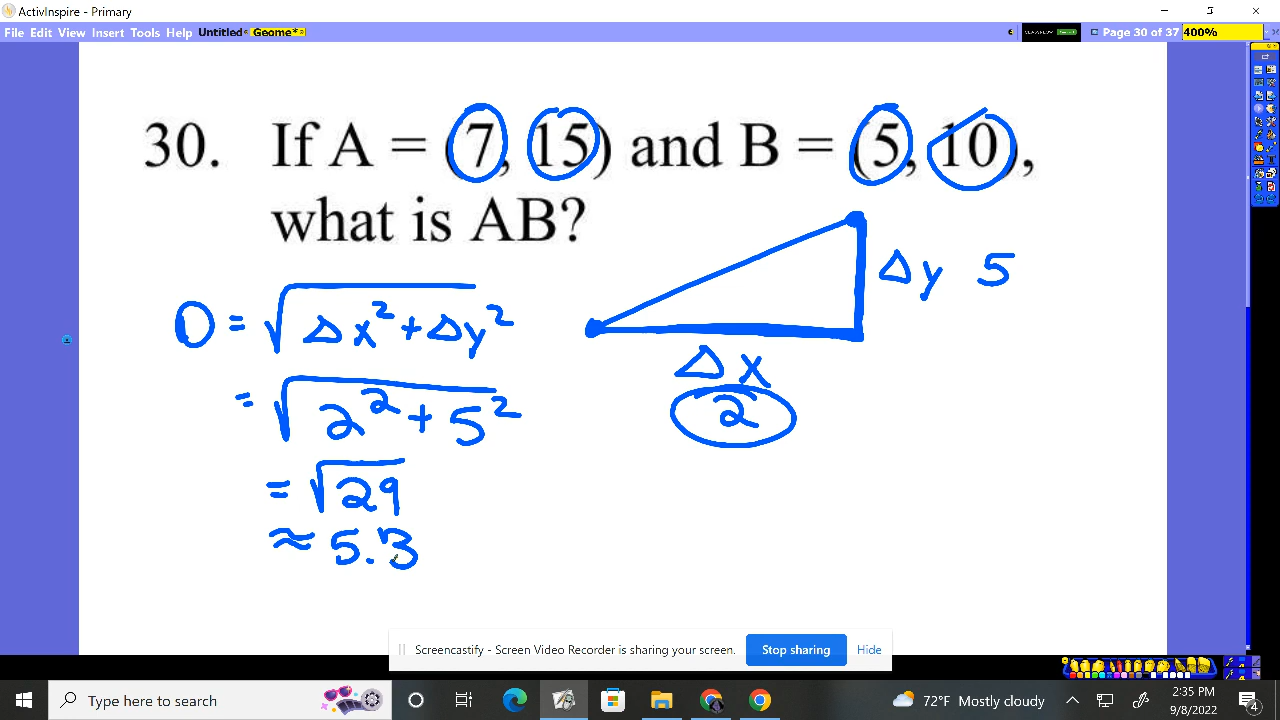 ActivInspire - Primary
File Edit View Insert Tools Help Untitled* Geome*
Page 30 of 37 400%
30. If A = (7, 15) and B = (5, 10),
what is AB?
Δy 5
D = √Δx² + Δy²
Δx
2
= √2² + 5²
= √29
≈ 5.3
Screencastify - Screen Video Recorder is sharing your screen. Stop sharing Hide
Type here to search
72°F Mostly cloudy
2:35 PM
9/8/2022
4